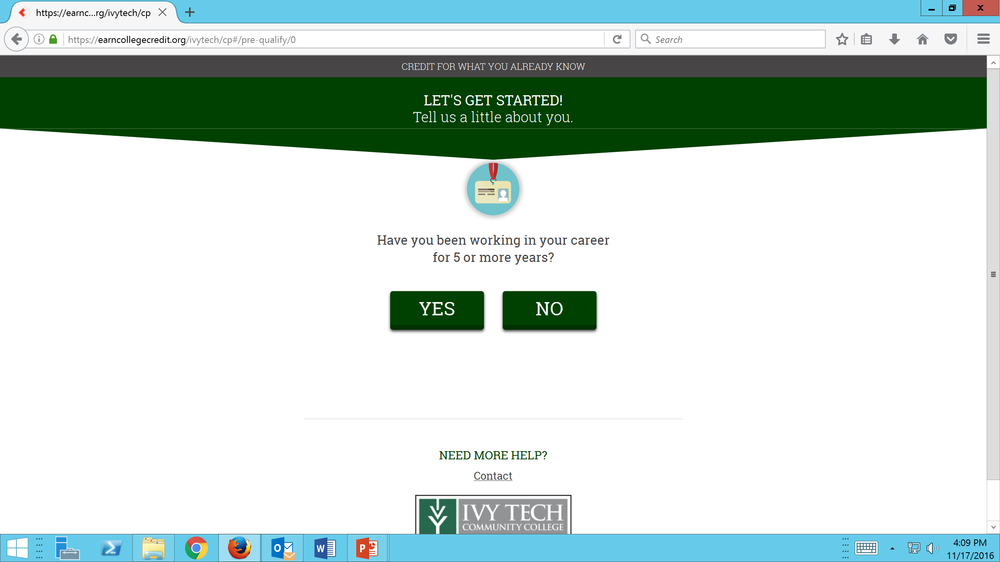 https://earnc...rg/ivytech/cp
https://earncollegecredit.org/ivytech/cp#/pre-qualify/0
Search
CREDIT FOR WHAT YOU ALREADY KNOW
LET'S GET STARTED!
Tell us a little about you.
Have you been working in your career
for 5 or more years?
YES
NO
NEED MORE HELP?
Contact
IVY TECH
COMMUNITY COLLEGE
4:09 PM
11/17/2016